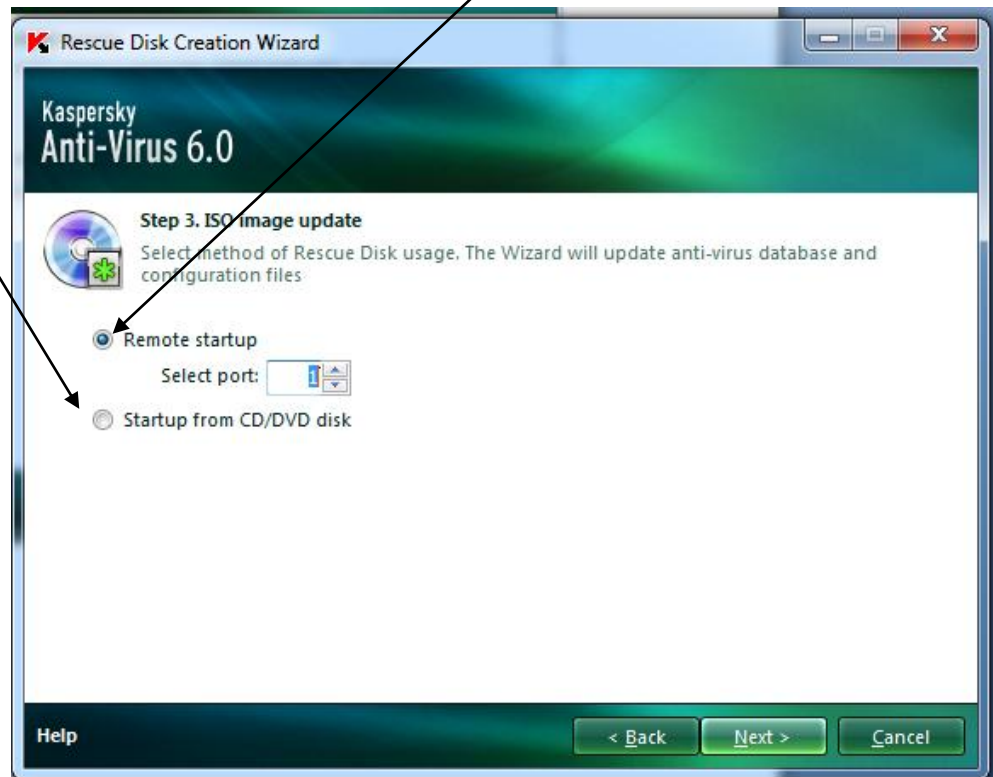 Rescue Disk Creation Wizard
Kaspersky
Anti-Virus 6.0
Step 3. ISO image update
Select method of Rescue Disk usage. The Wizard will update anti-virus database and
configuration files
Remote startup
Select port: 1
Startup from CD/DVD disk
Help < Back Next > Cancel